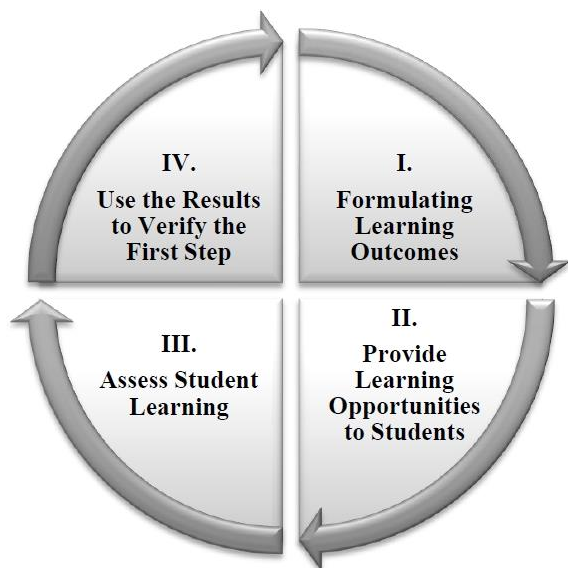 I.
Formulating
Learning
Outcomes
II.
Provide
Learning
Opportunities
to Students
III.
Assess Student
Learning
IV.
Use the Results
to Verify the
First Step